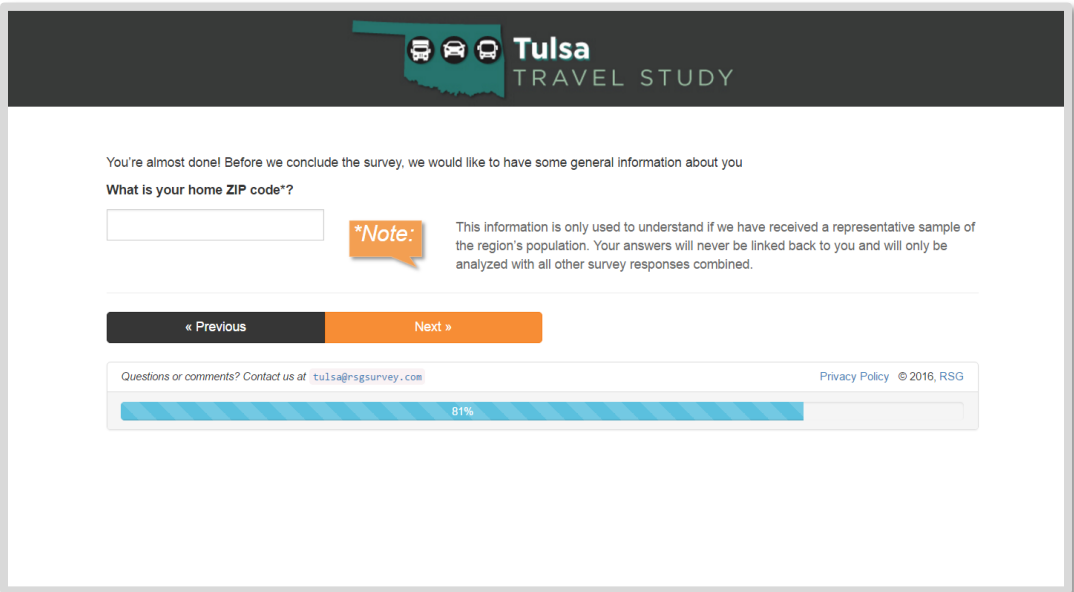 Tulsa
TRAVEL STUDY
You're almost done! Before we conclude the survey, we would like to have some general information about you
What is your home ZIP code*?
*Note:
This information is only used to understand if we have received a representative sample of
the region's population. Your answers will never be linked back to you and will only be
analyzed with all other survey responses combined.
« Previous
Next »
Questions or comments? Contact us at tulsa@rsgsurvey.com
Privacy Policy © 2016, RSG
81%